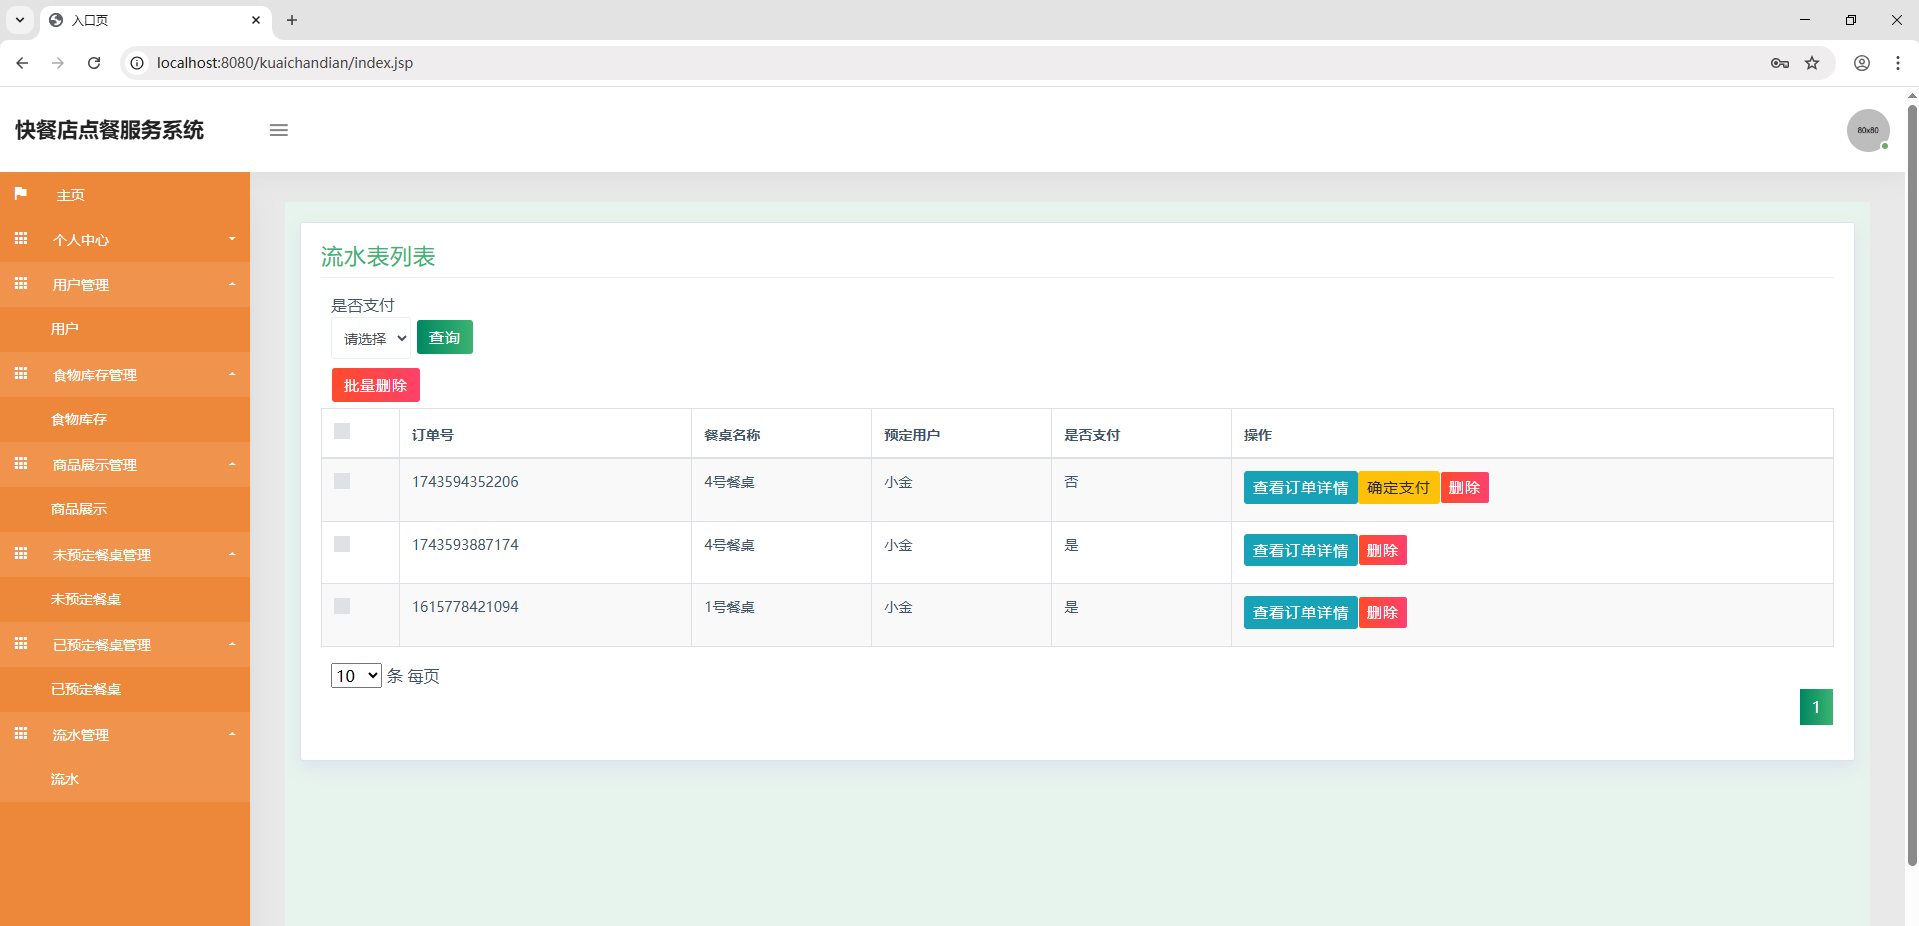 入口页
localhost:8080/kuaichandian/index.jsp
快餐店点餐服务系统
80x80
主页
个人中心
用户管理
用户
食物库存管理
食物库存
商品展示管理
商品展示
未预定餐桌管理
未预定餐桌
已预定餐桌管理
已预定餐桌
流水管理
流水
流水表列表
是否支付
请选择 查询
批量删除
订单号 餐桌名称 预定用户 是否支付 操作
1743594352206 4号餐桌 小金 否 查看订单详情 确定支付 删除
1743593887174 4号餐桌 小金 是 查看订单详情 删除
1615778421094 1号餐桌 小金 是 查看订单详情 删除
10 条 每页
1